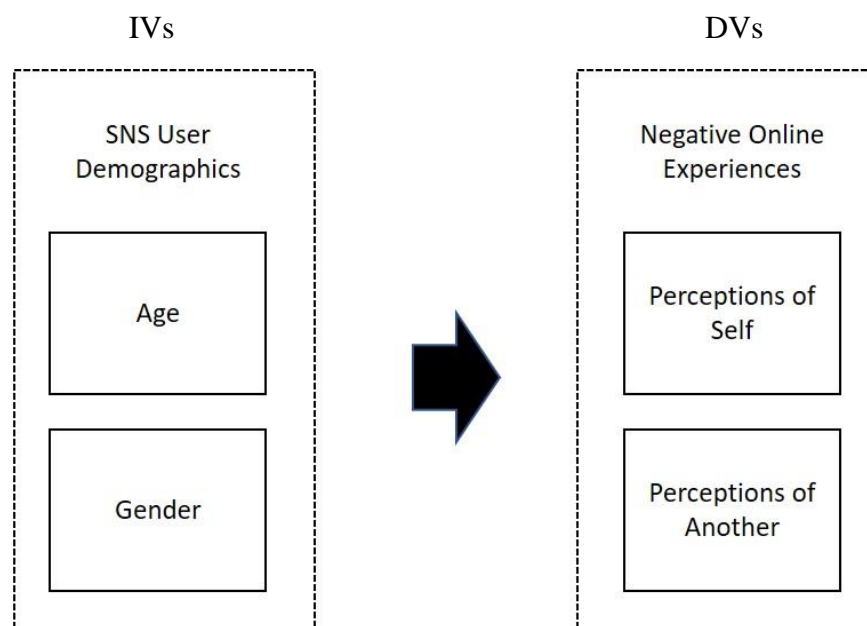 IVs
DVs
SNS User
Demographics
Age
Gender
Negative Online
Experiences
Perceptions of
Self
Perceptions of
Another